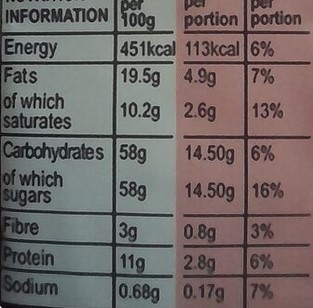 INFORMATION per 100g per portion per portion
Energy 451kcal 113kcal 6%
Fats 19.5g 4.9g 7%
of which
saturates 10.2g 2.6g 13%
Carbohydrates 58g 14.50g 6%
of which
sugars 58g 14.50g 16%
Fibre 3g 0.8g 3%
Protein 11g 2.8g 6%
Sodium 0.68g 0.17g 7%